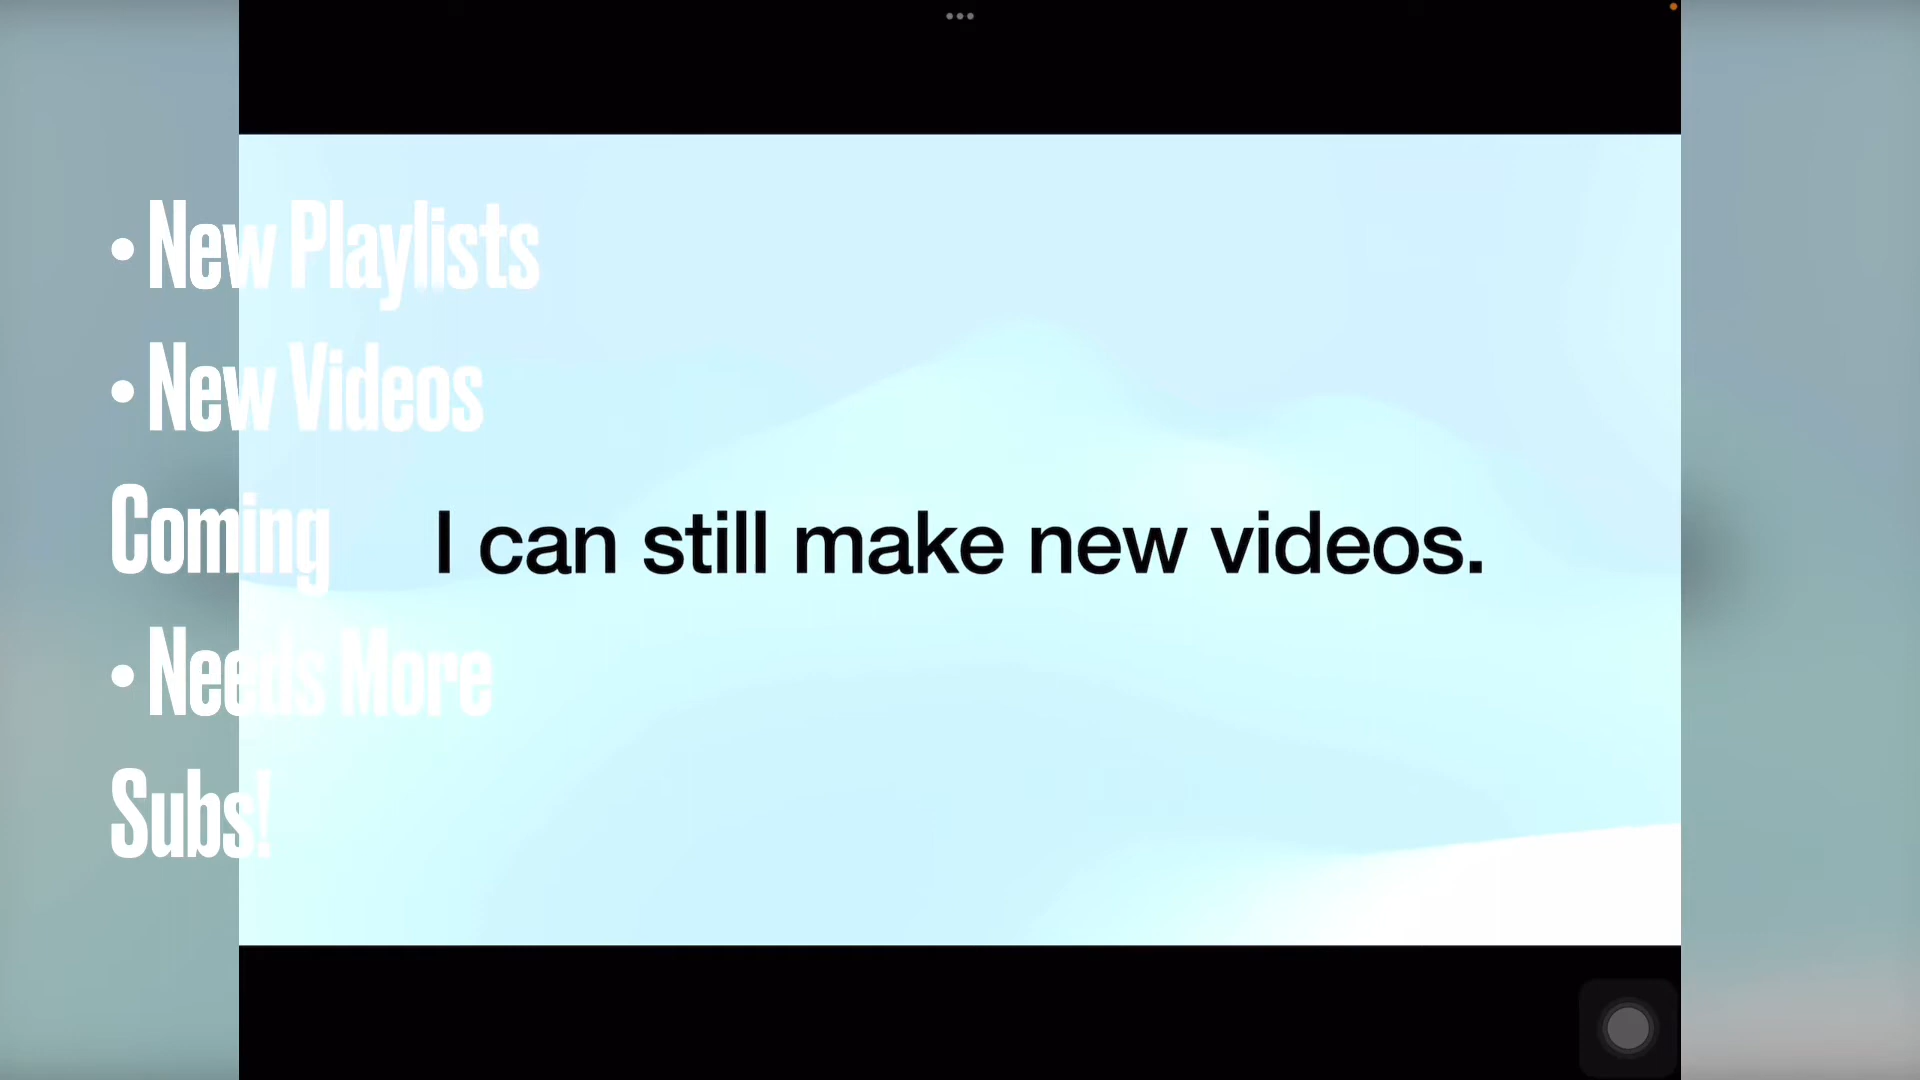 • New Playlists
• New Videos
Coming
• Needs More
Subs!
I can still make new videos.